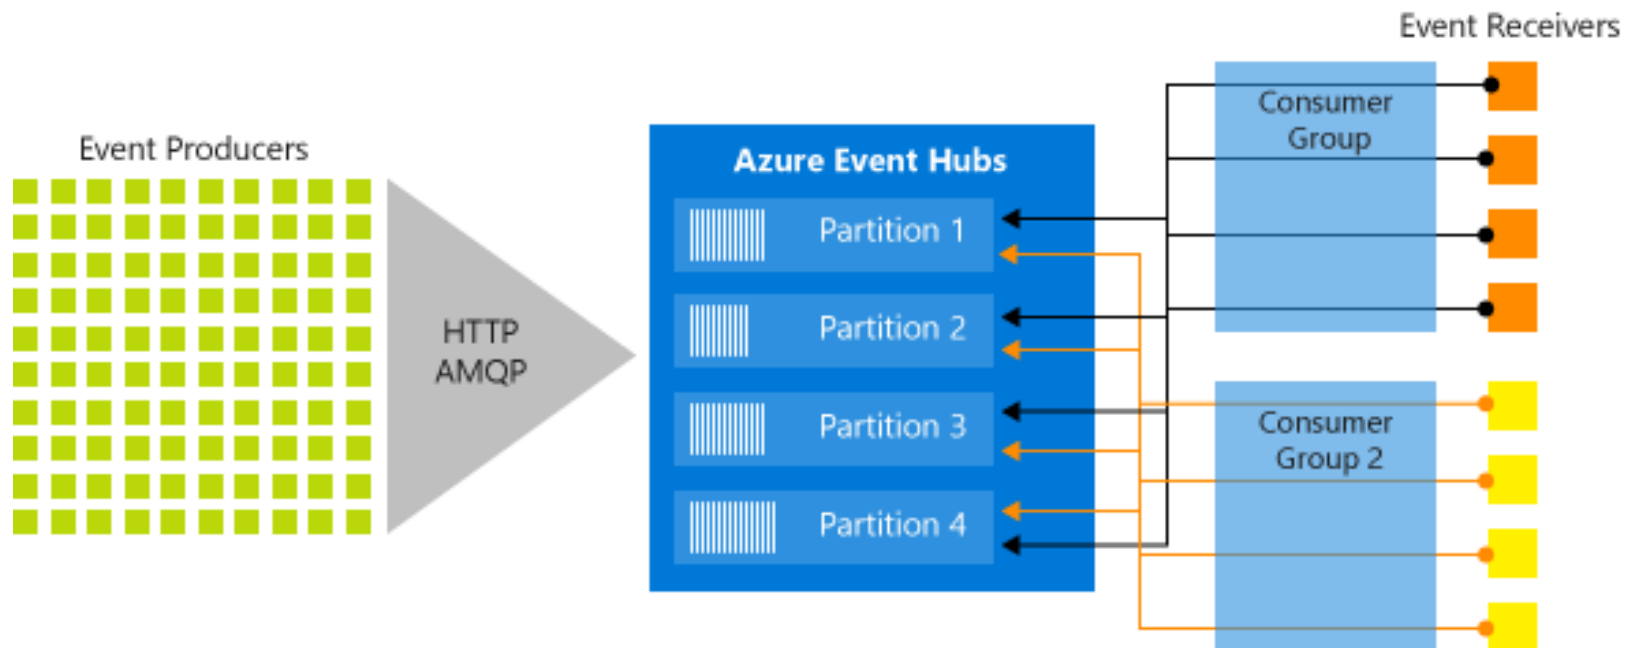 Event Producers
HTTP
AMQP
Azure Event Hubs
Partition 1
Partition 2
Partition 3
Partition 4
Event Receivers
Consumer
Group
Consumer
Group 2